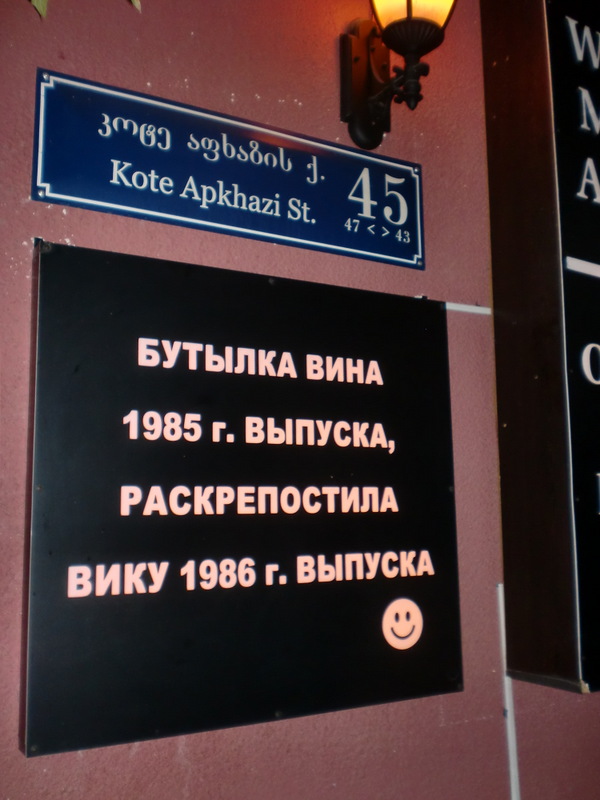 კოტე აფხაზის ქ.
Kote Apkhazi St.
45
47 < > 43
БУТЫЛКА ВИНА
1985 г. ВЫПУСКА,
РАСКРЕПОСТИЛА
ВИКУ 1986 г. ВЫПУСКА